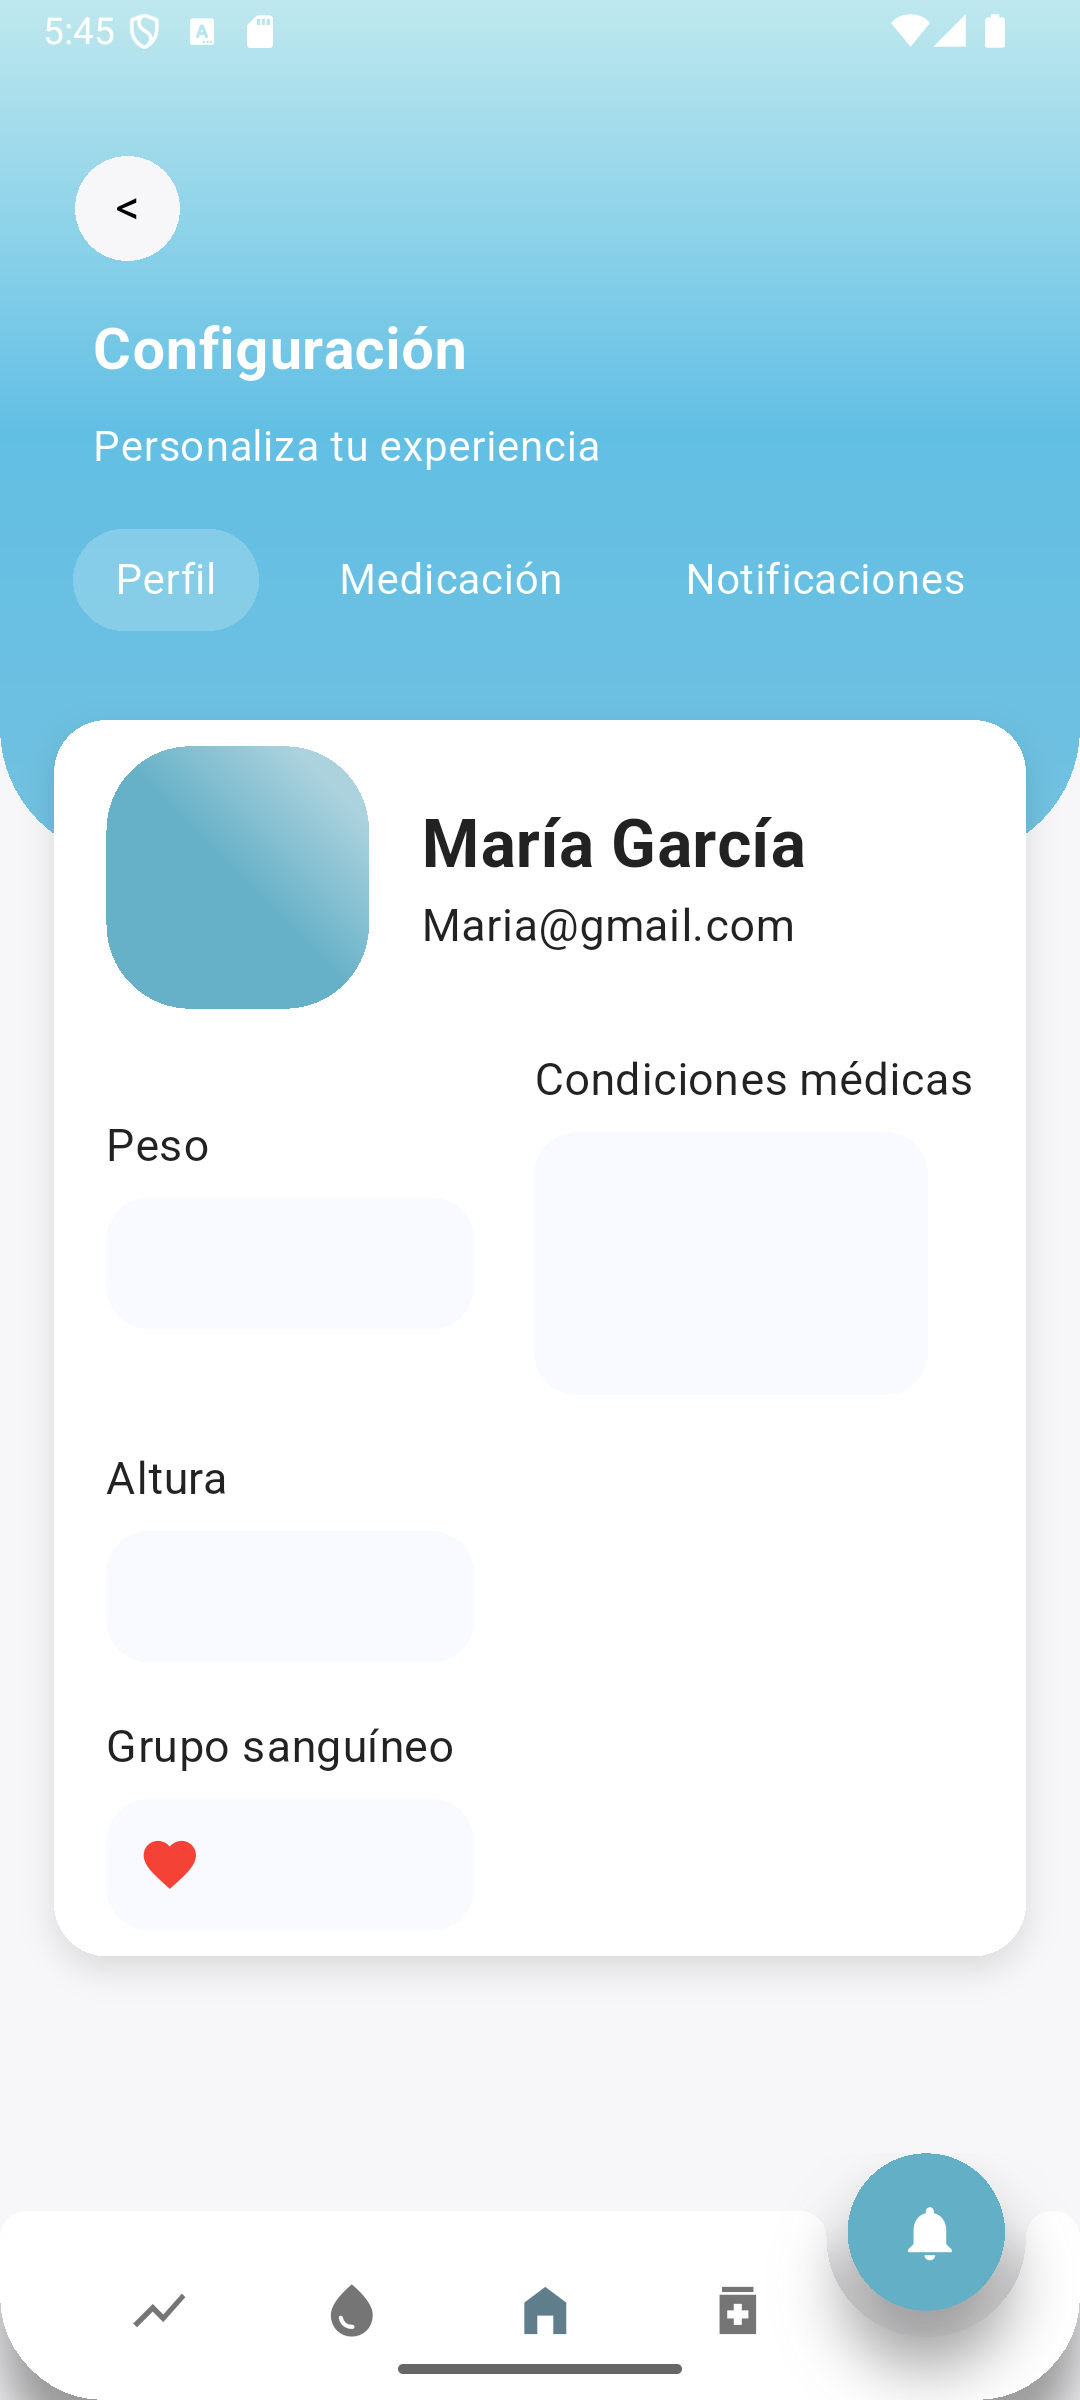 5:45
<
Configuración
Personaliza tu experiencia
Perfil Medicación Notificaciones
María García
Maria@gmail.com
Condiciones médicas
Peso
Altura
Grupo sanguíneo